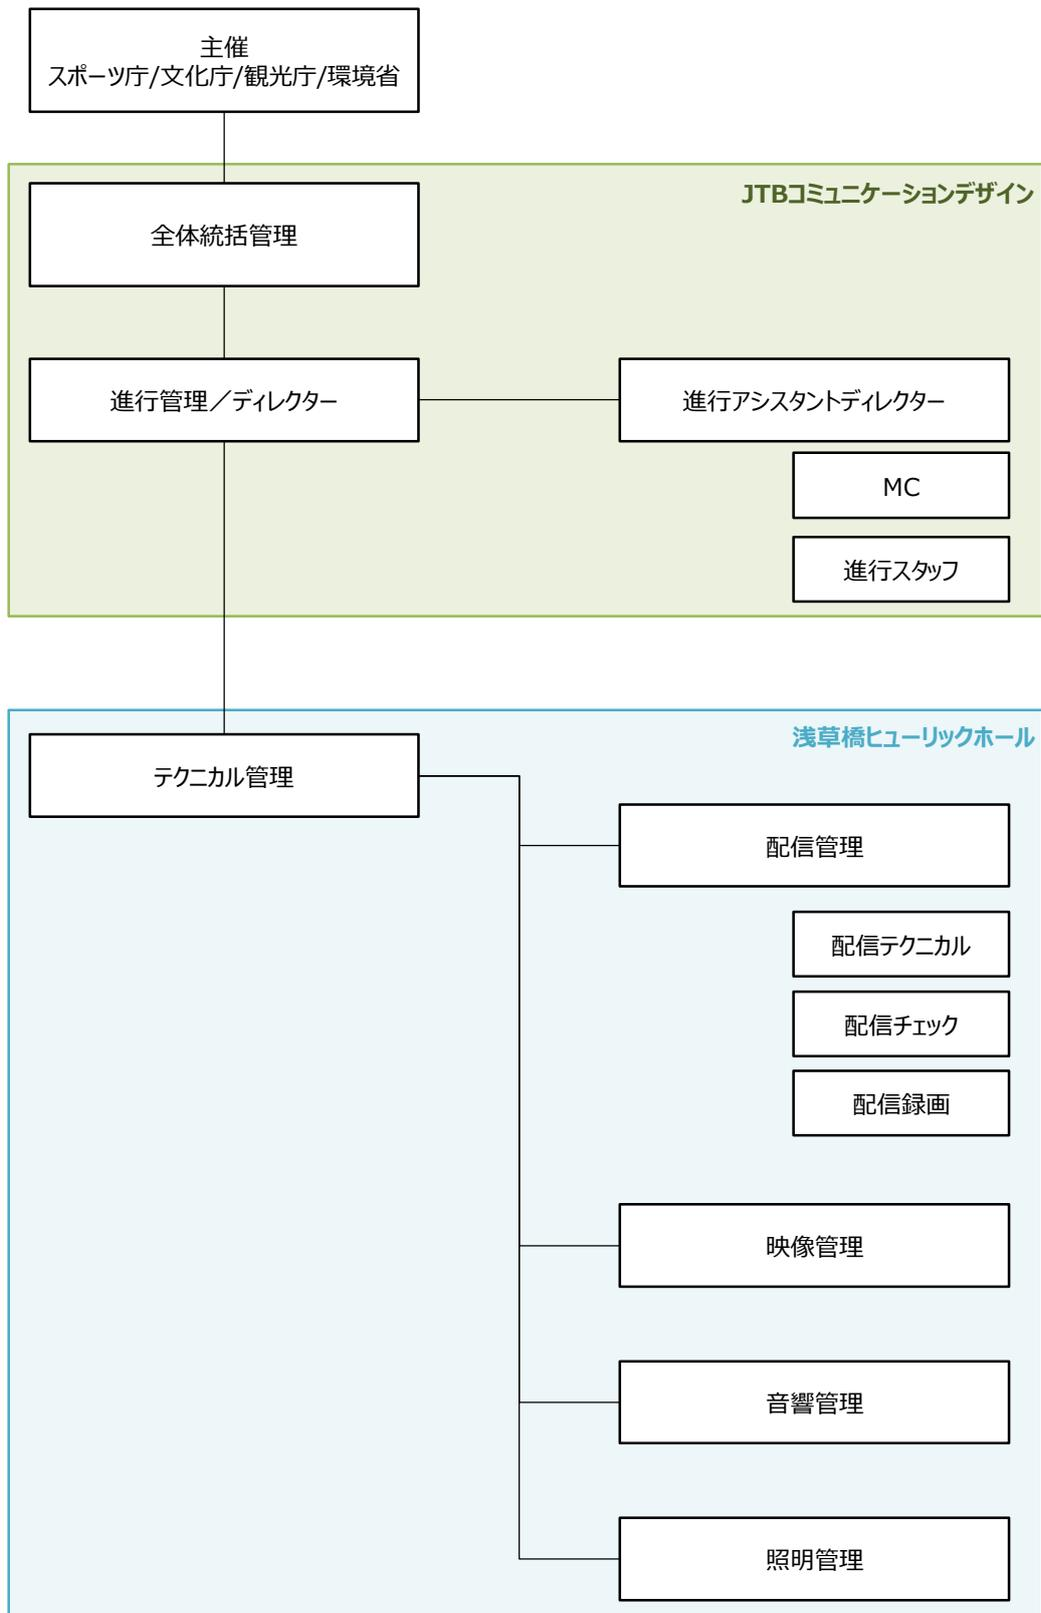 主催
スポーツ庁/文化庁/観光庁/環境省
JTBコミュニケーションデザイン
全体統括管理
進行管理／ディレクター
進行アシスタントディレクター
MC
進行スタッフ
浅草橋ヒューリックホール
テクニカル管理
配信管理
配信テクニカル
配信チェック
配信録画
映像管理
音響管理
照明管理